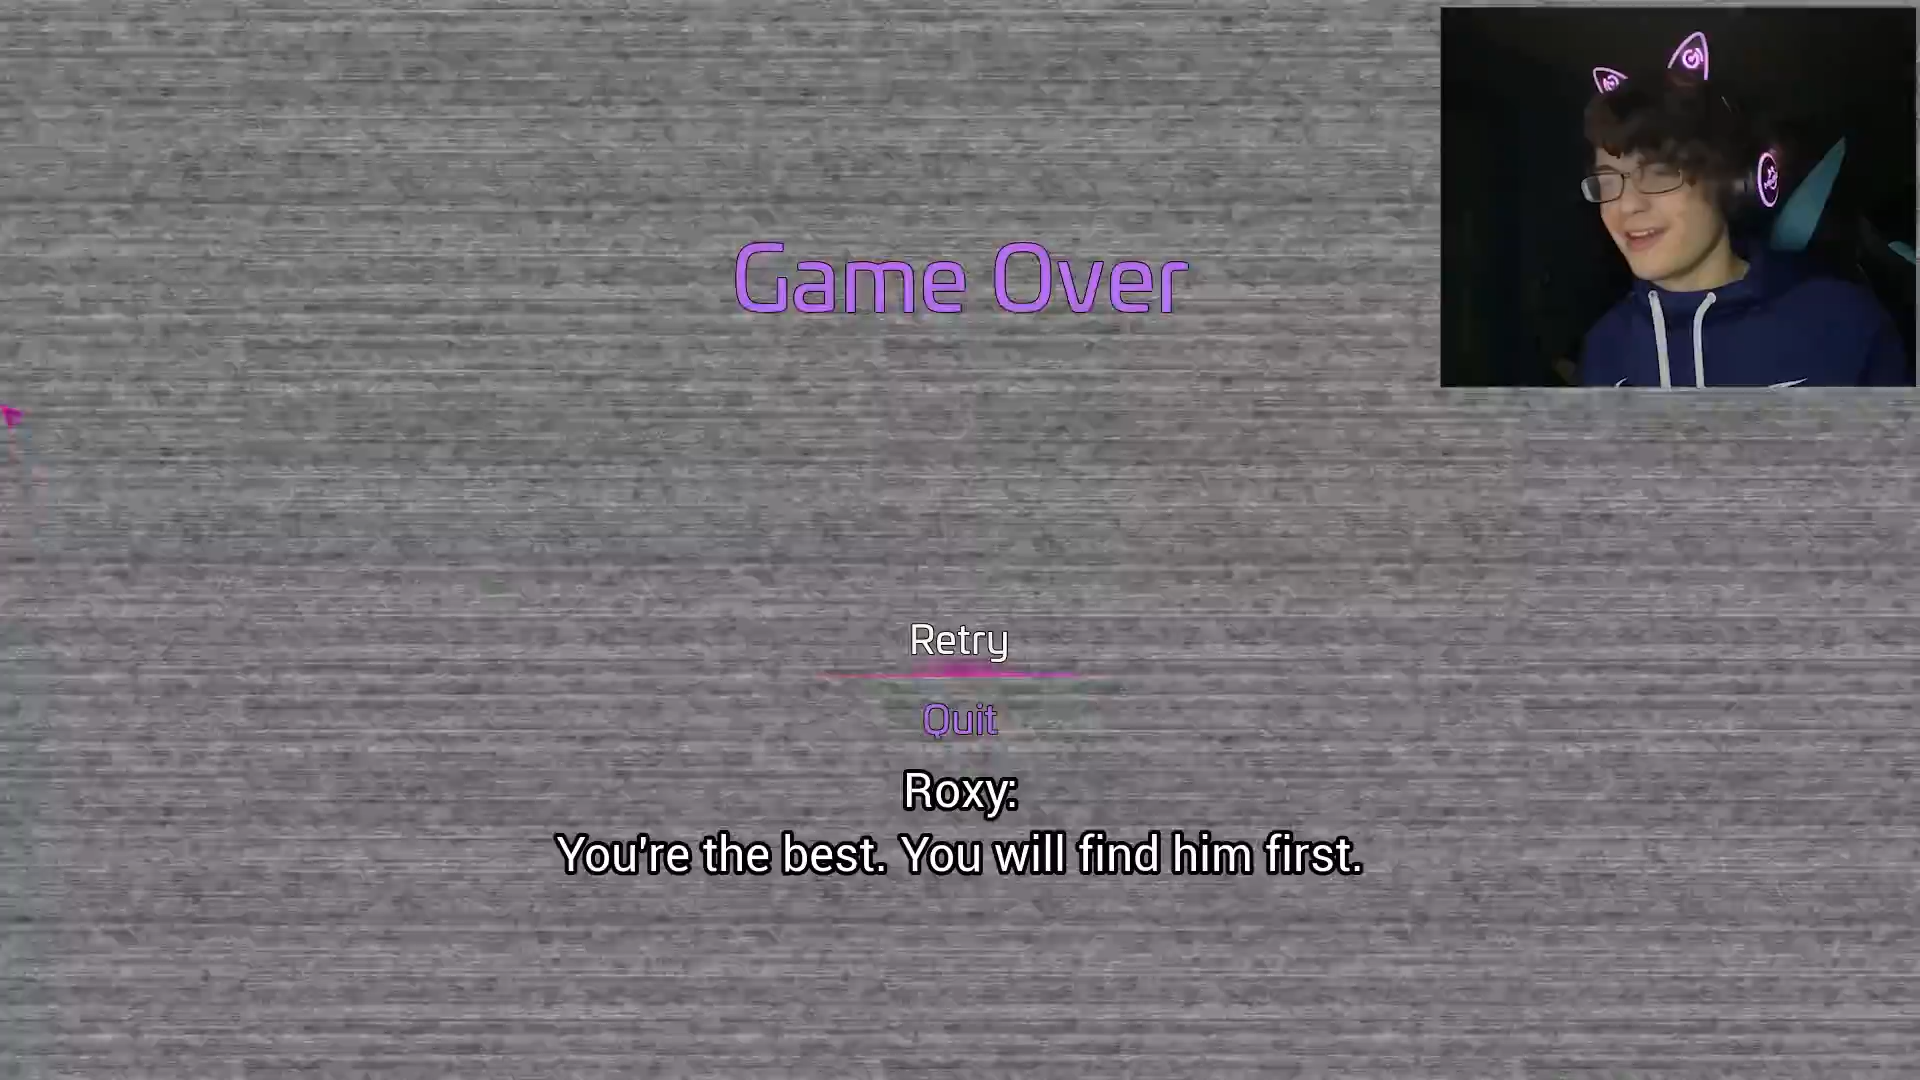 Game Over
Retry
Quit
Roxy:
You're the best. You will find him first.